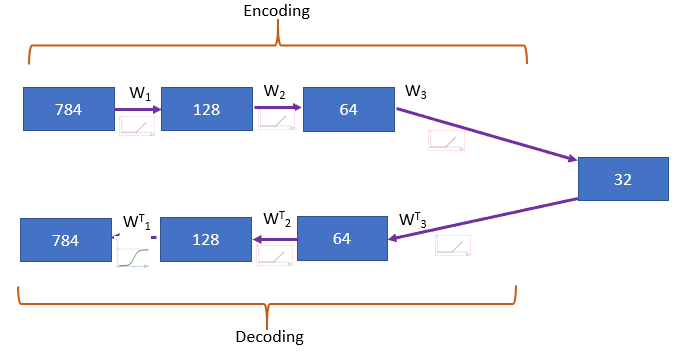 Encoding
W1
W2
W3
784
128
64
32
WT1
WT2
WT3
784
128
64
Decoding